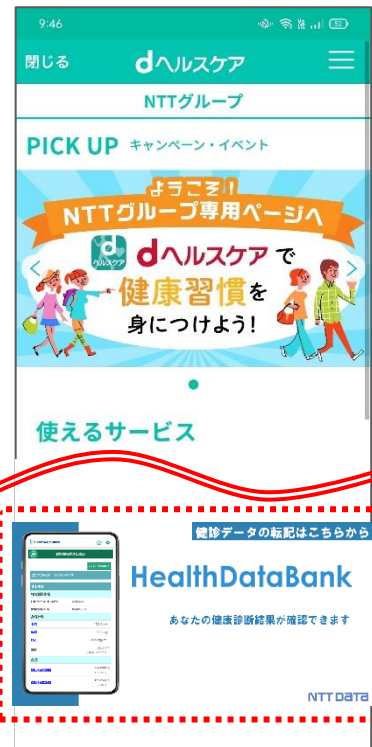 9:46
閉じる dヘルスケア
NTTグループ
PICK UP キャンペーン・イベント
ようこそ!
NTTグループ専用ページへ
ヘルスケア dヘルスケアで
健康習慣を
身につけよう!
使えるサービス
健診データの転記はこちらから
HealthDataBank
あなたの健康診断結果が確認できます
NTT DATA